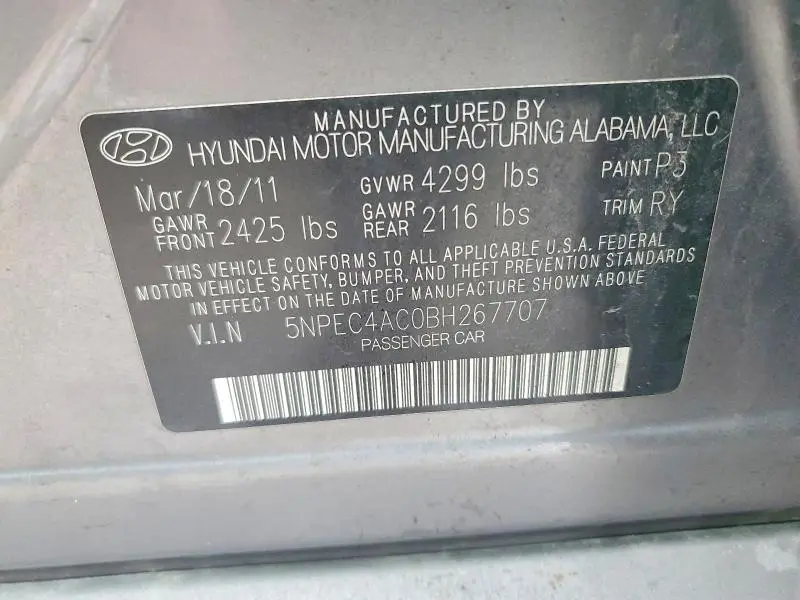 MANUFACTURED BY
HYUNDAI MOTOR MANUFACTURING ALABAMA, LLC
Mar/18/11 GVWR 4299 lbs PAINT P3
GAWR FRONT 2425 lbs GAWR REAR 2116 lbs TRIM RY
THIS VEHICLE CONFORMS TO ALL APPLICABLE U.S.A. FEDERAL
MOTOR VEHICLE SAFETY, BUMPER, AND THEFT PREVENTION STANDARDS
IN EFFECT ON THE DATE OF MANUFACTURE SHOWN ABOVE
V.I.N 5NPEC4AC0BH267707
PASSENGER CAR